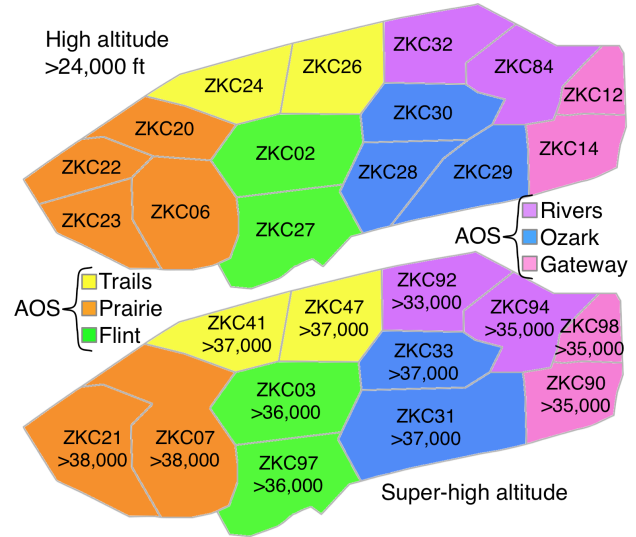 High altitude
>24,000 ft
ZKC32
ZKC26
ZKC84
ZKC24
ZKC12
ZKC30
ZKC20
ZKC02
ZKC14
ZKC22
ZKC28
ZKC29
ZKC23
ZKC06
ZKC27
AOS
Rivers
Ozark
Gateway
AOS
Trails
Prairie
Flint
ZKC92
>33,000
ZKC47
>37,000
ZKC94
>35,000
ZKC41
>37,000
ZKC98
>35,000
ZKC33
>37,000
ZKC03
>36,000
ZKC90
>35,000
ZKC31
>37,000
ZKC21
>38,000
ZKC07
>38,000
ZKC97
>36,000
Super-high altitude